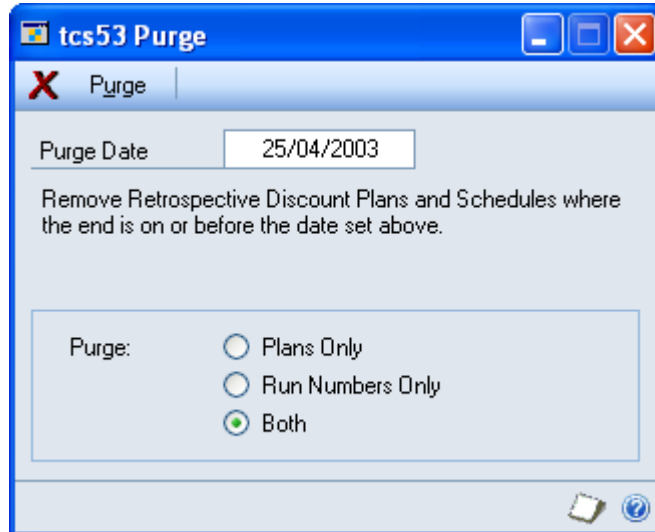 tcs53 Purge
Purge
Purge Date 25/04/2003
Remove Retrospective Discount Plans and Schedules where
the end is on or before the date set above.
Purge: Plans Only
Run Numbers Only
Both